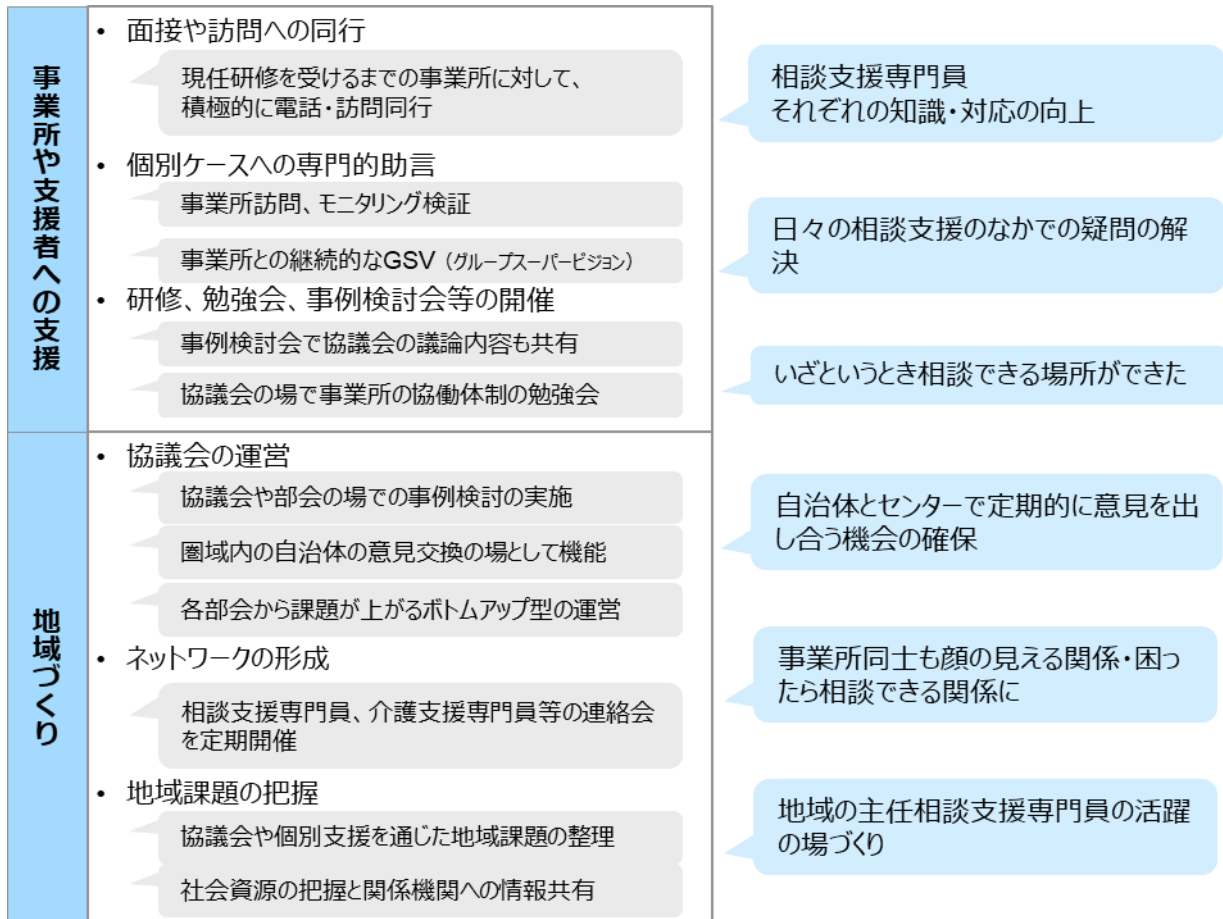 事業所や支援者への支援
• 面接や訪問への同行
現任研修を受けるまでの事業所に対して、
積極的に電話・訪問同行
• 個別ケースへの専門的助言
事業所訪問、モニタリング検証
事業所との継続的なGSV（グループスーパービジョン）
• 研修、勉強会、事例検討会等の開催
事例検討会で協議会の議論内容も共有
協議会の場で事業所の協働体制の勉強会
相談支援専門員
それぞれの知識・対応の向上
日々の相談支援のなかでの疑問の解
決
いざというとき相談できる場所ができた
地域づくり
• 協議会の運営
協議会や部会の場での事例検討の実施
圏域内の自治体の意見交換の場として機能
各部会から課題が上がるボトムアップ型の運営
• ネットワークの形成
相談支援専門員、介護支援専門員等の連絡会
を定期開催
• 地域課題の把握
協議会や個別支援を通じた地域課題の整理
社会資源の把握と関係機関への情報共有
自治体とセンターで定期的に意見を出
し合う機会の確保
事業所同士も顔の見える関係・困っ
たら相談できる関係に
地域の主任相談支援専門員の活躍
の場づくり